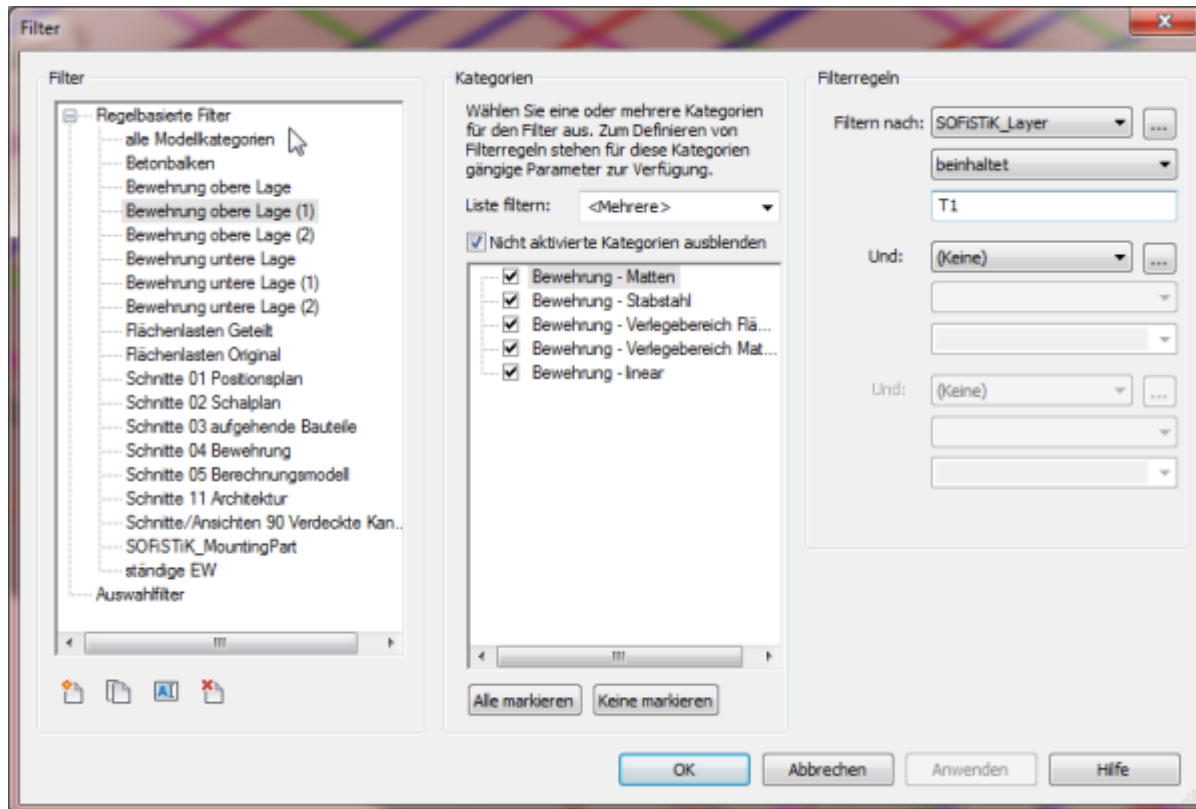 Filter
Filter
Regelbasierte Filter
alle Modellkategorien
Betonbalken
Bewehrung obere Lage
Bewehrung obere Lage (1)
Bewehrung obere Lage (2)
Bewehrung untere Lage
Bewehrung untere Lage (1)
Bewehrung untere Lage (2)
Flächenlasten Geteilt
Flächenlasten Original
Schnitte 01 Positionsplan
Schnitte 02 Schalplan
Schnitte 03 aufgehende Bauteile
Schnitte 04 Bewehrung
Schnitte 05 Berechnungsmodell
Schnitte 11 Architektur
Schnitte/Ansichten 90 Verdeckte Kan..
SOFiSTiK_MountingPart
ständige EW
Auswahlfilter
Kategorien
Wählen Sie eine oder mehrere Kategorien
für den Filter aus. Zum Definieren von
Filterregeln stehen für diese Kategorien
gängige Parameter zur Verfügung.
Liste filtern: <Mehrere>
Nicht aktivierte Kategorien ausblenden
Bewehrung - Matten
Bewehrung - Stabstahl
Bewehrung - Verlegebereich Flä...
Bewehrung - Verlegebereich Mat...
Bewehrung - linear
Alle markieren Keine markieren
Filterregeln
Filtern nach: SOFiSTiK_Layer ...
beinhaltet
T1
Und: (Keine) ...
Und: (Keine) ...
OK Abbrechen Anwenden Hilfe